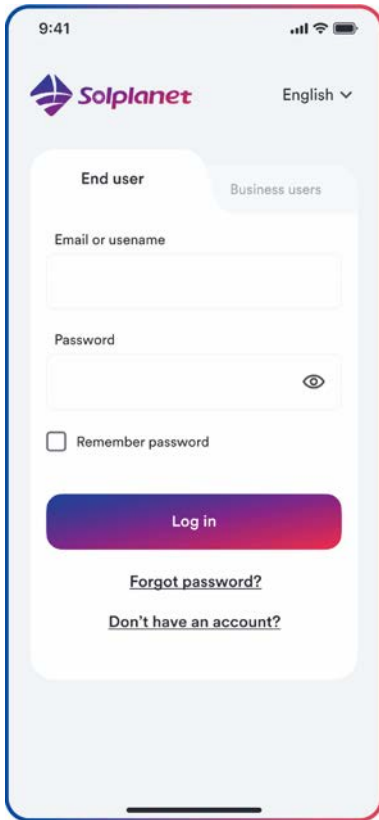 9:41
Solplanet
English
End user
Business users
Email or usename
Password
Remember password
Log in
Forgot password?
Don't have an account?